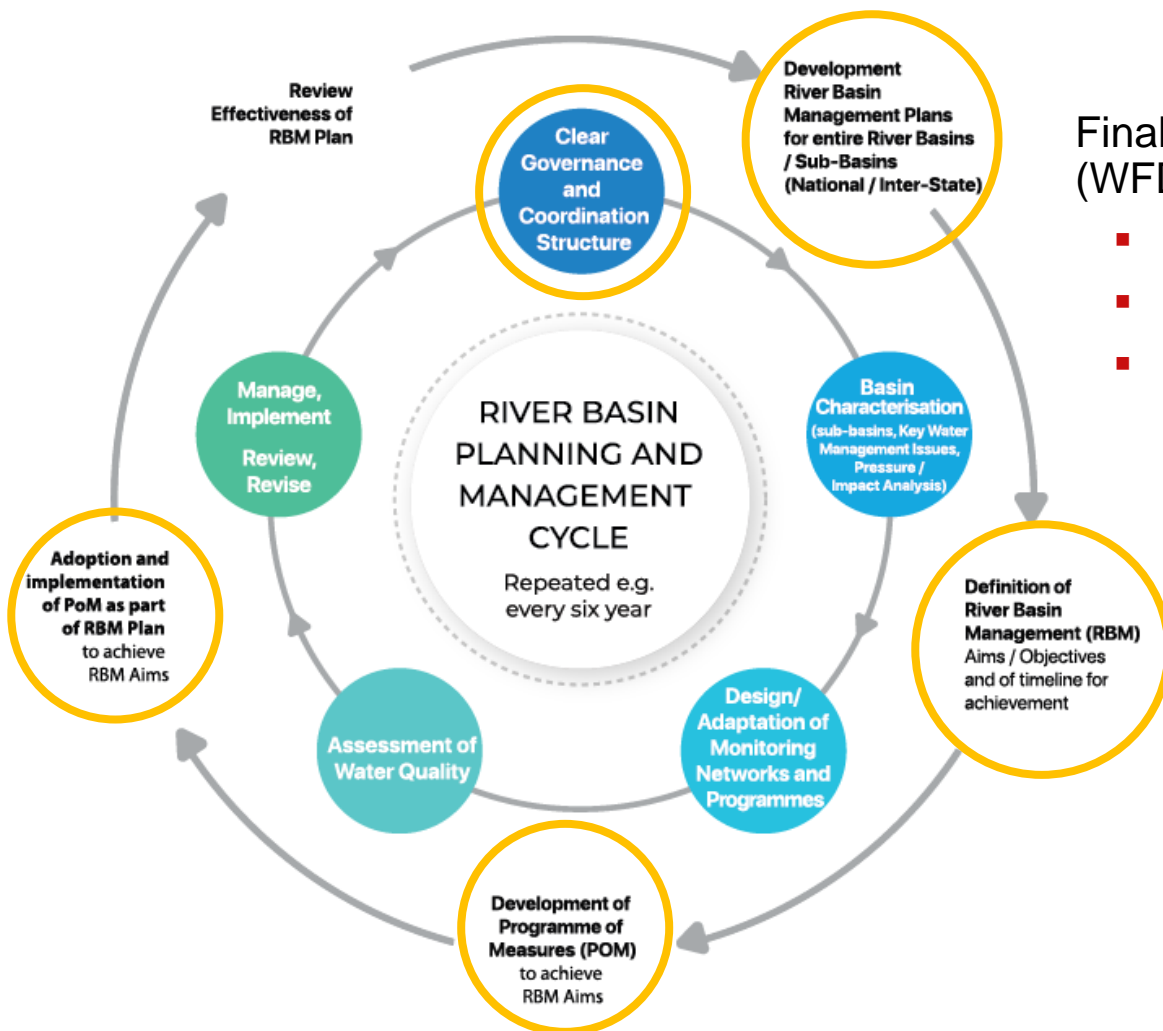 Review
Effectiveness of
RBM Plan
Development
River Basin
Management Plans
for entire River Basins
/ Sub-Basins
(National / Inter-State)
Clear
Governance
and
Coordination
Structure
Manage,
Implement
Review,
Revise
Basin
Characterisation
(sub-basins, Key Water
Management Issues,
Pressure /
Impact Analysis)
RIVER BASIN
PLANNING AND
MANAGEMENT
CYCLE
Repeated e.g.
every six year
Adoption and
implementation
of PoM as part
of RBM Plan
to achieve
RBM Aims
Definition of
River Basin
Management (RBM)
Aims / Objectives
and of timeline for
achievement
Assessment of
Water Quality
Design/
Adaptation of
Monitoring
Networks and
Programmes
Development of
Programme of
Measures (POM)
to achieve
RBM Aims